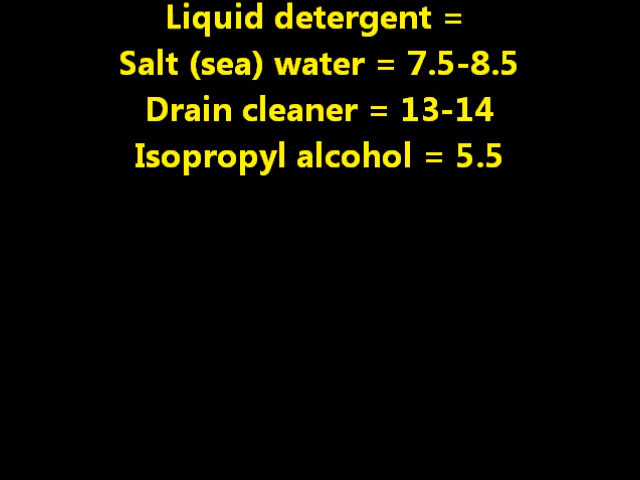 Liquid detergent =
Salt (sea) water = 7.5-8.5
Drain cleaner = 13-14
Isopropyl alcohol = 5.5